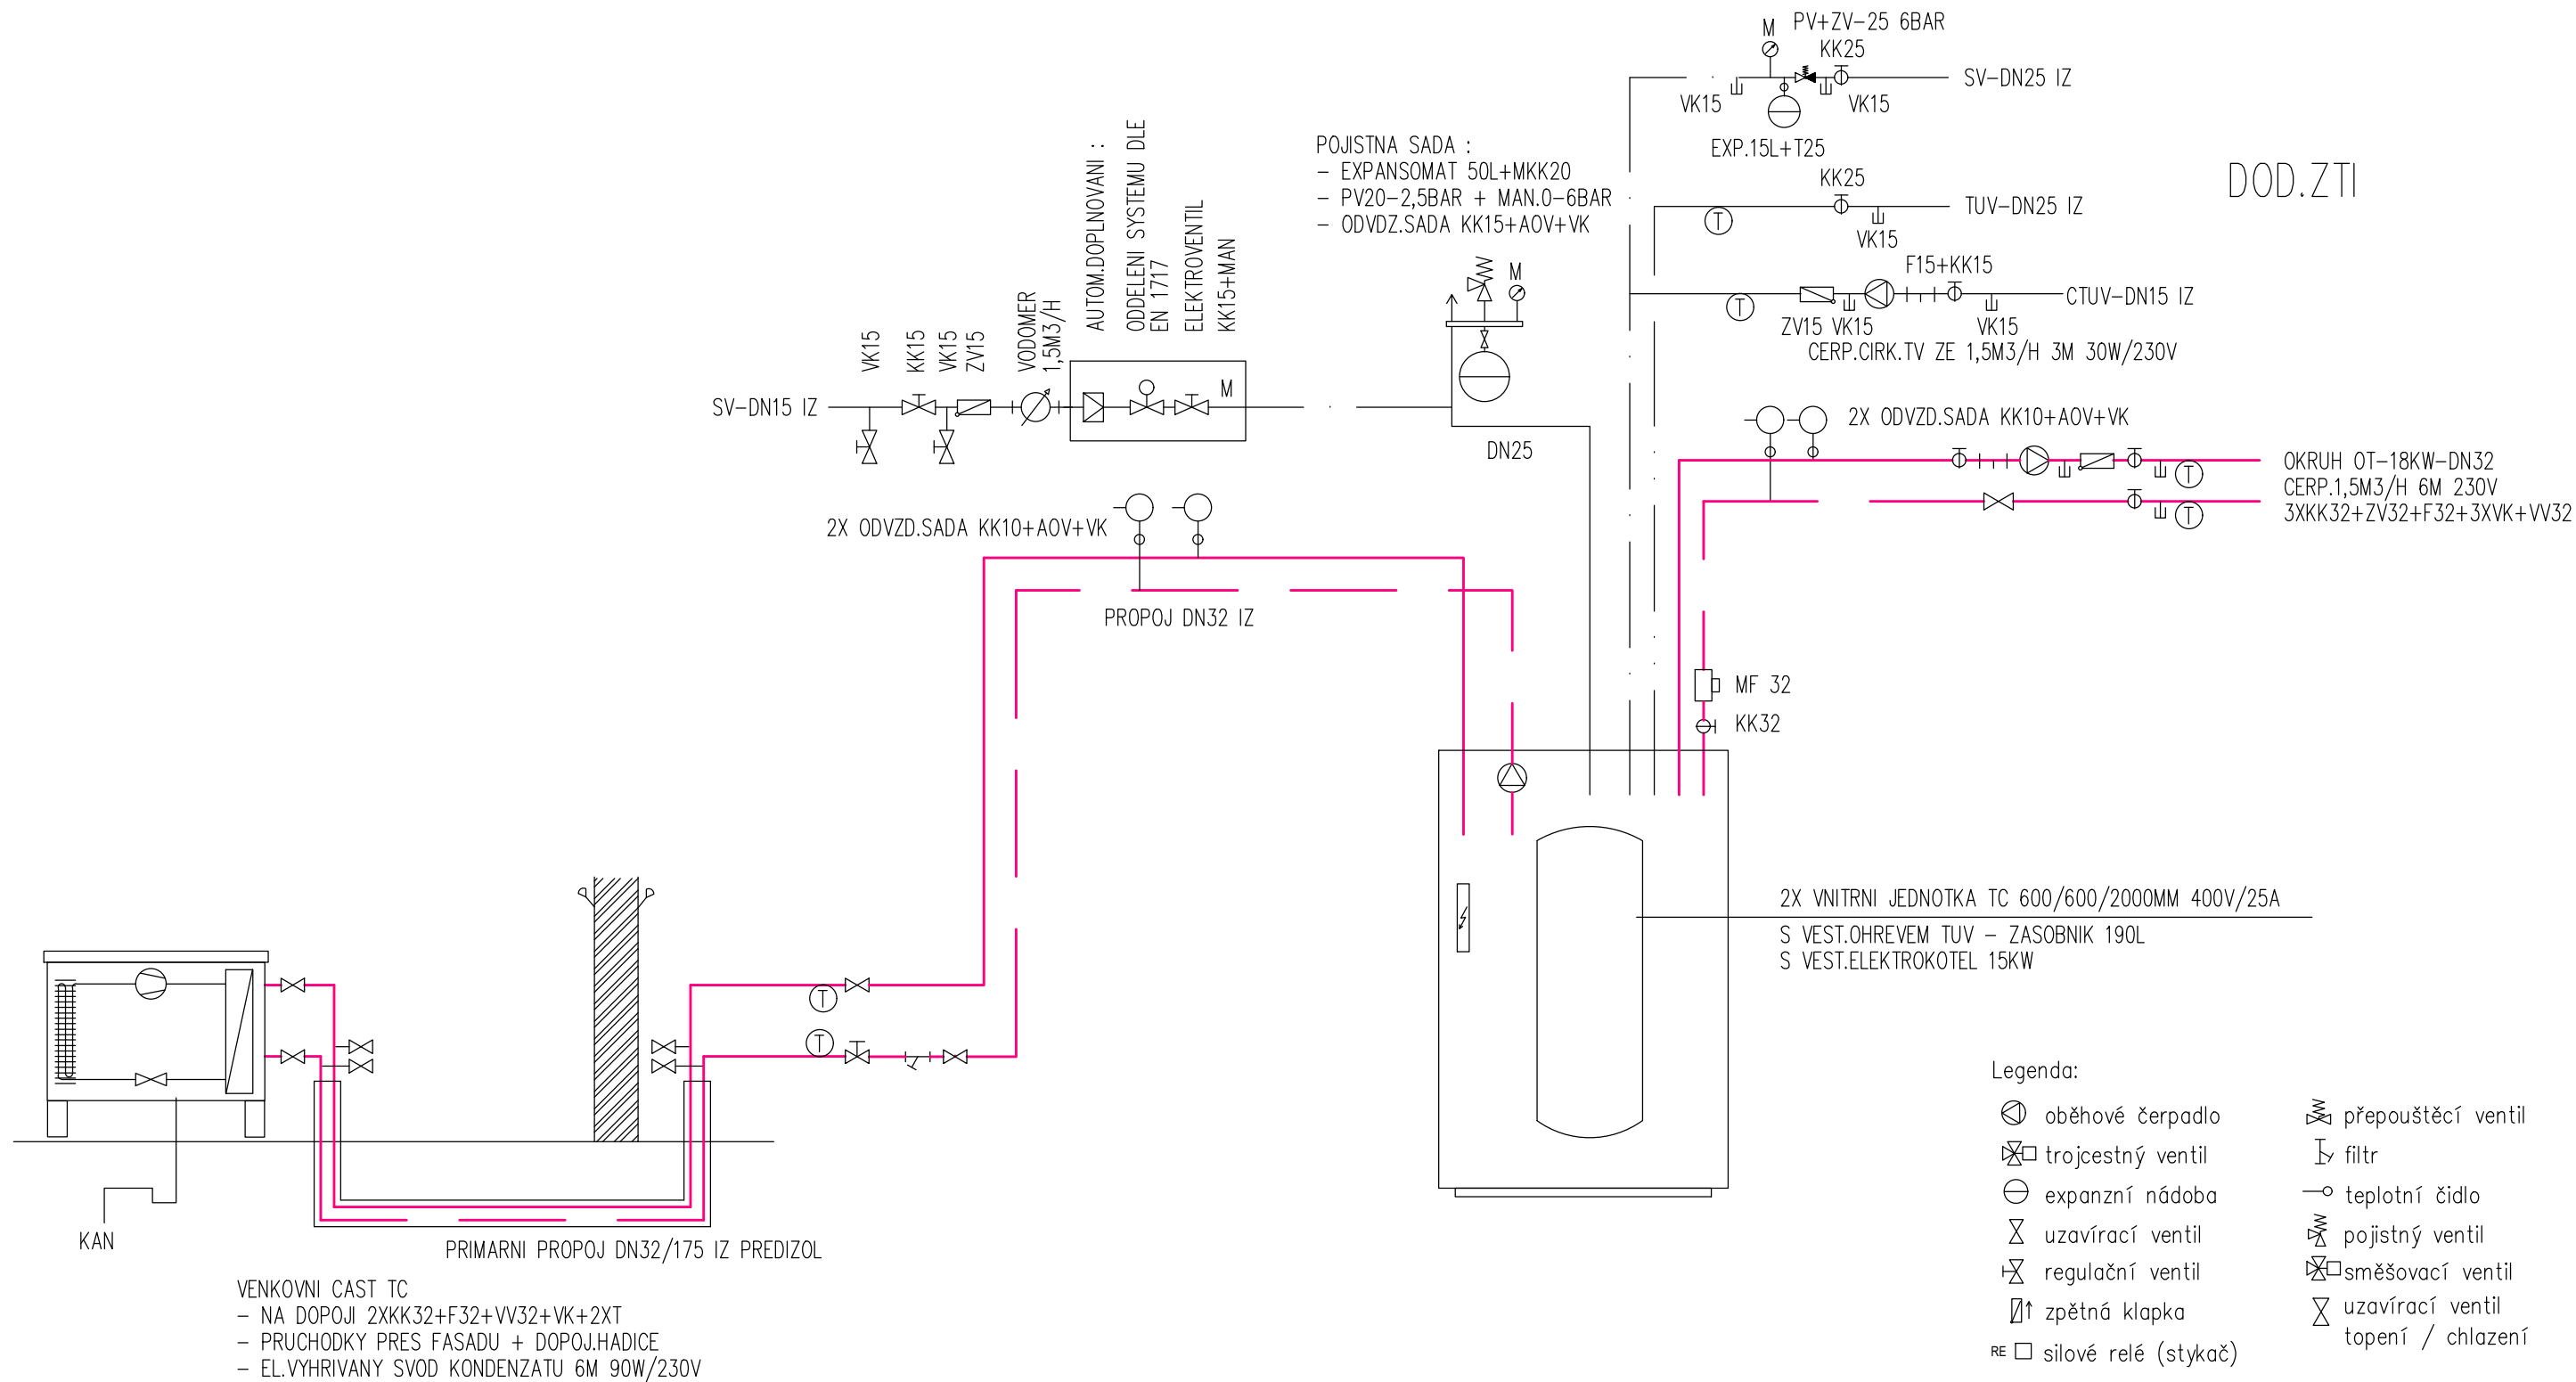 M
PV+ZV-25 6BAR
KK25
SV-DN25 IZ
VK15
VK15
EXP.15L+T25
DOD.ZTI
KK25
TUV-DN25 IZ
VK15
F15+KK15
CTUV-DN15 IZ
T
T
ZV15 VK15
VK15
CERP.CIRK.TV ZE 1,5M3/H 3M 30W/230V
POJISTNA SADA :
- EXPANSOMAT 50L+MKK20
- PV20-2,5BAR + MAN.0-6BAR
- ODVDZ.SADA KK15+AOV+VK
M
DN25
VK15
KK15
VK15
ZV15
VODOMER
1,5M3/H
AUTOM.DOPLNOVANI :
ODDELENI SYSTEMU DLE
EN 1717
ELEKTROVENTIL
KK15+MAN
M
SV-DN15 IZ
2X ODVZD.SADA KK10+AOV+VK
T
T
OKRUH OT-18KW-DN32
CERP.1,5M3/H 6M 230V
3XKK32+ZV32+F32+3XVK+VV32
2X ODVZD.SADA KK10+AOV+VK
PROPOJ DN32 IZ
MF 32
KK32
2X VNITRNI JEDNOTKA TC 600/600/2000MM 400V/25A
S VEST.OHREVEM TUV - ZASOBNIK 190L
S VEST.ELEKTROKOTEL 15KW
T
T
KAN
PRIMARNI PROPOJ DN32/175 IZ PREDIZOL
VENKOVNI CAST TC
- NA DOPOJI 2XKK32+F32+VV32+VK+2XT
- PRUCHODKY PRES FASADU + DOPOJ.HADICE
- EL.VYHRIVANY SVOD KONDENZATU 6M 90W/230V
Legenda:
oběhové čerpadlo
trojcestný ventil
expanzní nádoba
uzavírací ventil
regulační ventil
zpětná klapka
RE silové relé (stykač)
přepouštěcí ventil
filtr
teplotní čidlo
pojistný ventil
směšovací ventil
uzavírací ventil
topení / chlazení